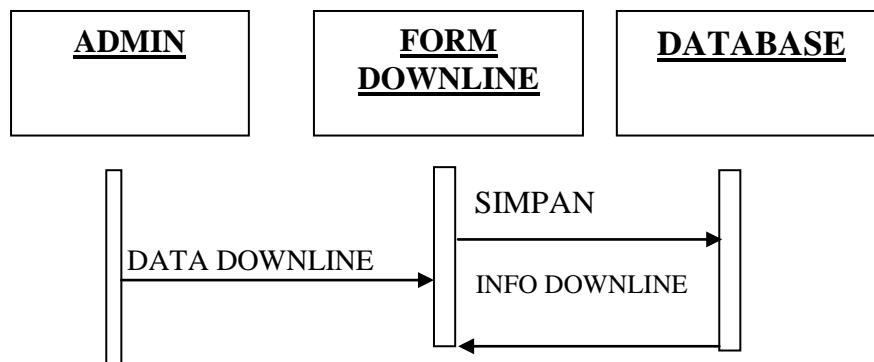 ADMIN
FORM
DOWNLINE
DATABASE
SIMPAN
DATA DOWNLINE
INFO DOWNLINE